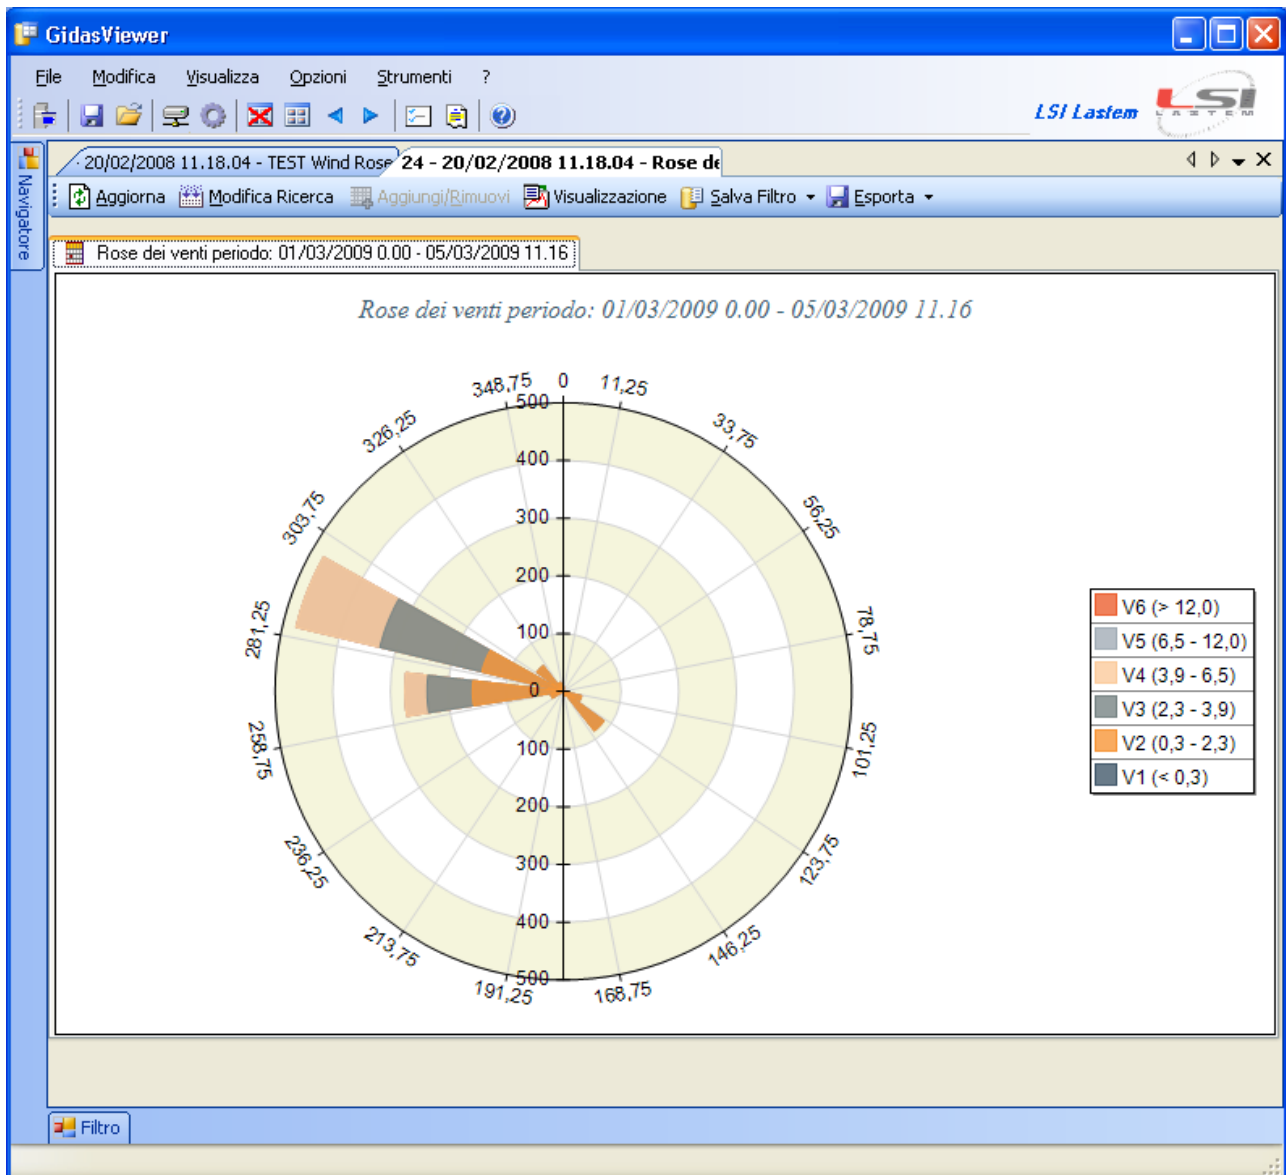 GidasViewer
File Modifica Visualizza Opzioni Strumenti ?
LSI Lastem
LSI
LASTEM
Navigatore
20/02/2008 11.18.04 - TEST Wind Rose
24 - 20/02/2008 11.18.04 - Rose de
Aggiorna Modifica Ricerca Aggiungi/Rimuovi Visualizzazione Salva Filtro Esporta
Rose dei venti periodo: 01/03/2009 0.00 - 05/03/2009 11.16
Rose dei venti periodo: 01/03/2009 0.00 - 05/03/2009 11.16
0
11,25
33,75
56,25
78,75
101,25
123,75
146,25
168,75
191,25
213,75
236,25
258,75
281,25
303,75
326,25
348,75
500
400
300
200
100
0
100
200
300
400
500
V6 (> 12,0)
V5 (6,5 - 12,0)
V4 (3,9 - 6,5)
V3 (2,3 - 3,9)
V2 (0,3 - 2,3)
V1 (< 0,3)
Filtro